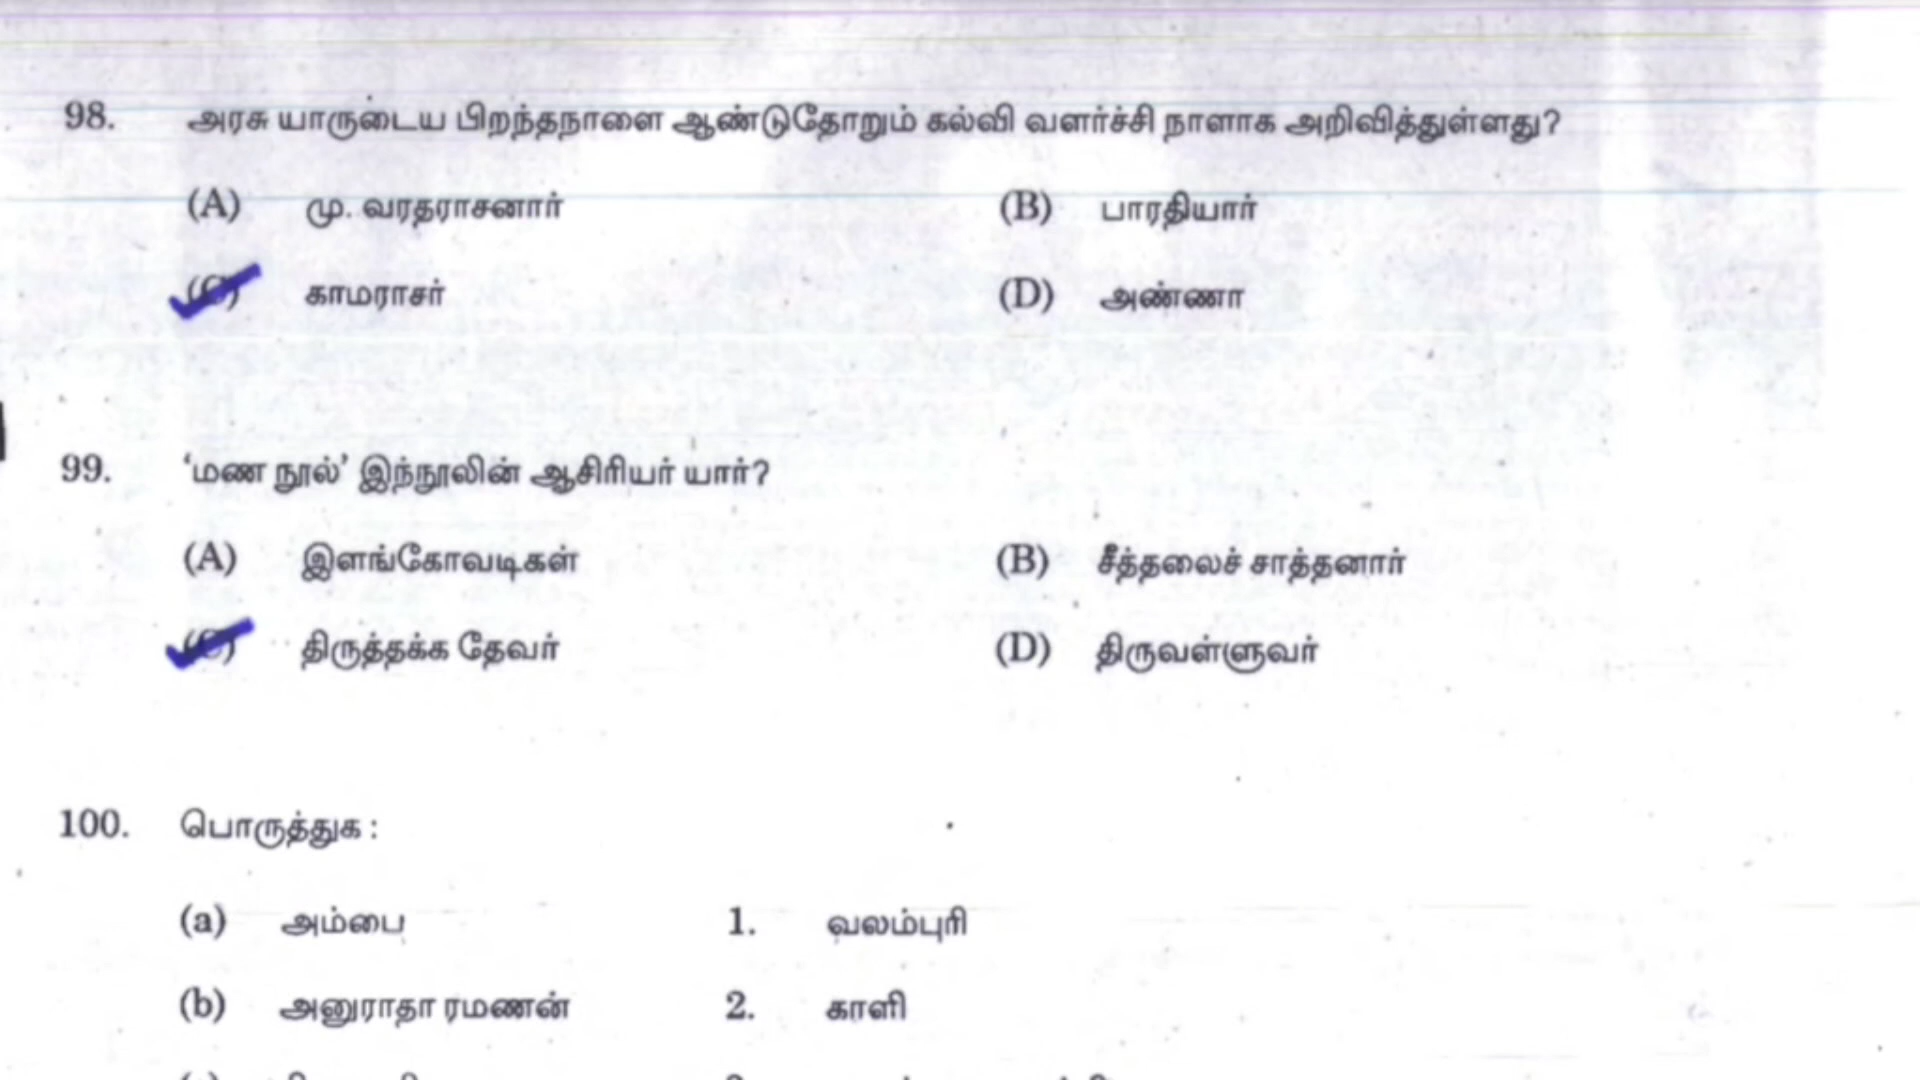 98. அரசு யாருடைய பிறந்தநாளை ஆண்டுதோறும் கல்வி வளர்ச்சி நாளாக அறிவித்துள்ளது?
(A) மு. வரதராசனார் (B) பாரதியார்
(C) காமராசர் (D) அண்ணா
99. ‘மண நூல்’ இந்நூலின் ஆசிரியர் யார்?
(A) இளங்கோவடிகள் (B) சீத்தலைச் சாத்தனார்
(C) திருத்தக்க தேவர் (D) திருவள்ளுவர்
100. பொருத்துக :
(a) அம்பை 1. வலம்புரி
(b) அனுராதா ரமணன் 2. காளி